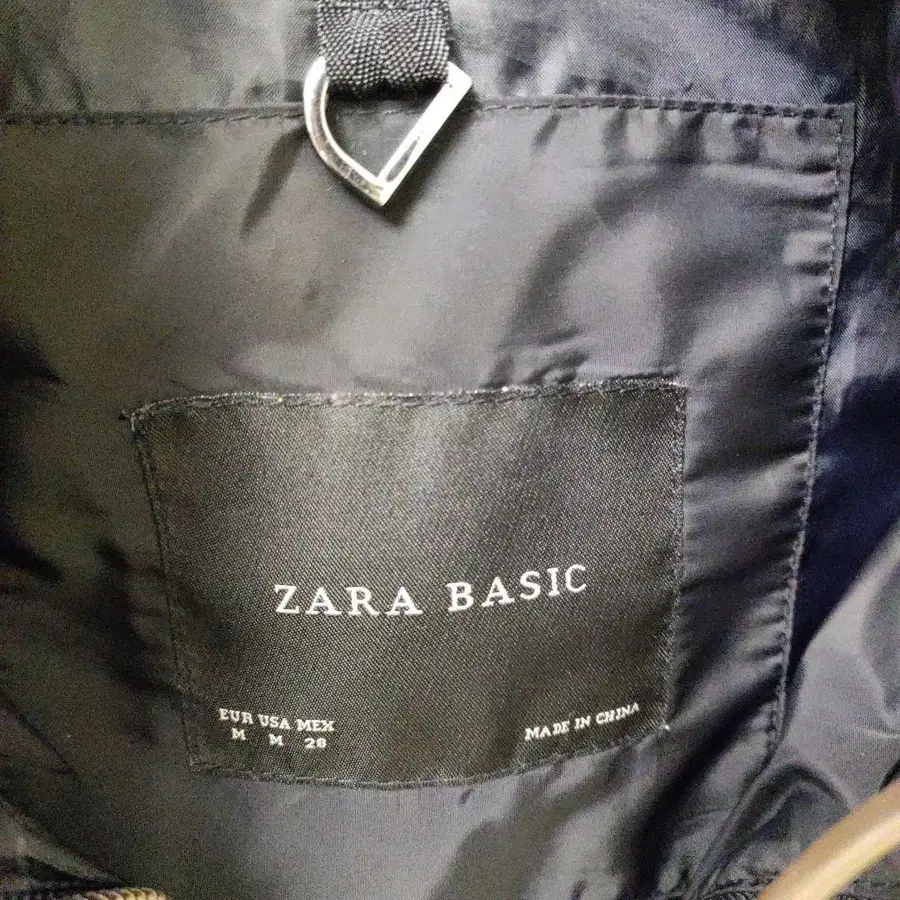 ZARA BASIC
EUR USA MEX
M M 28
MADE IN CHINA